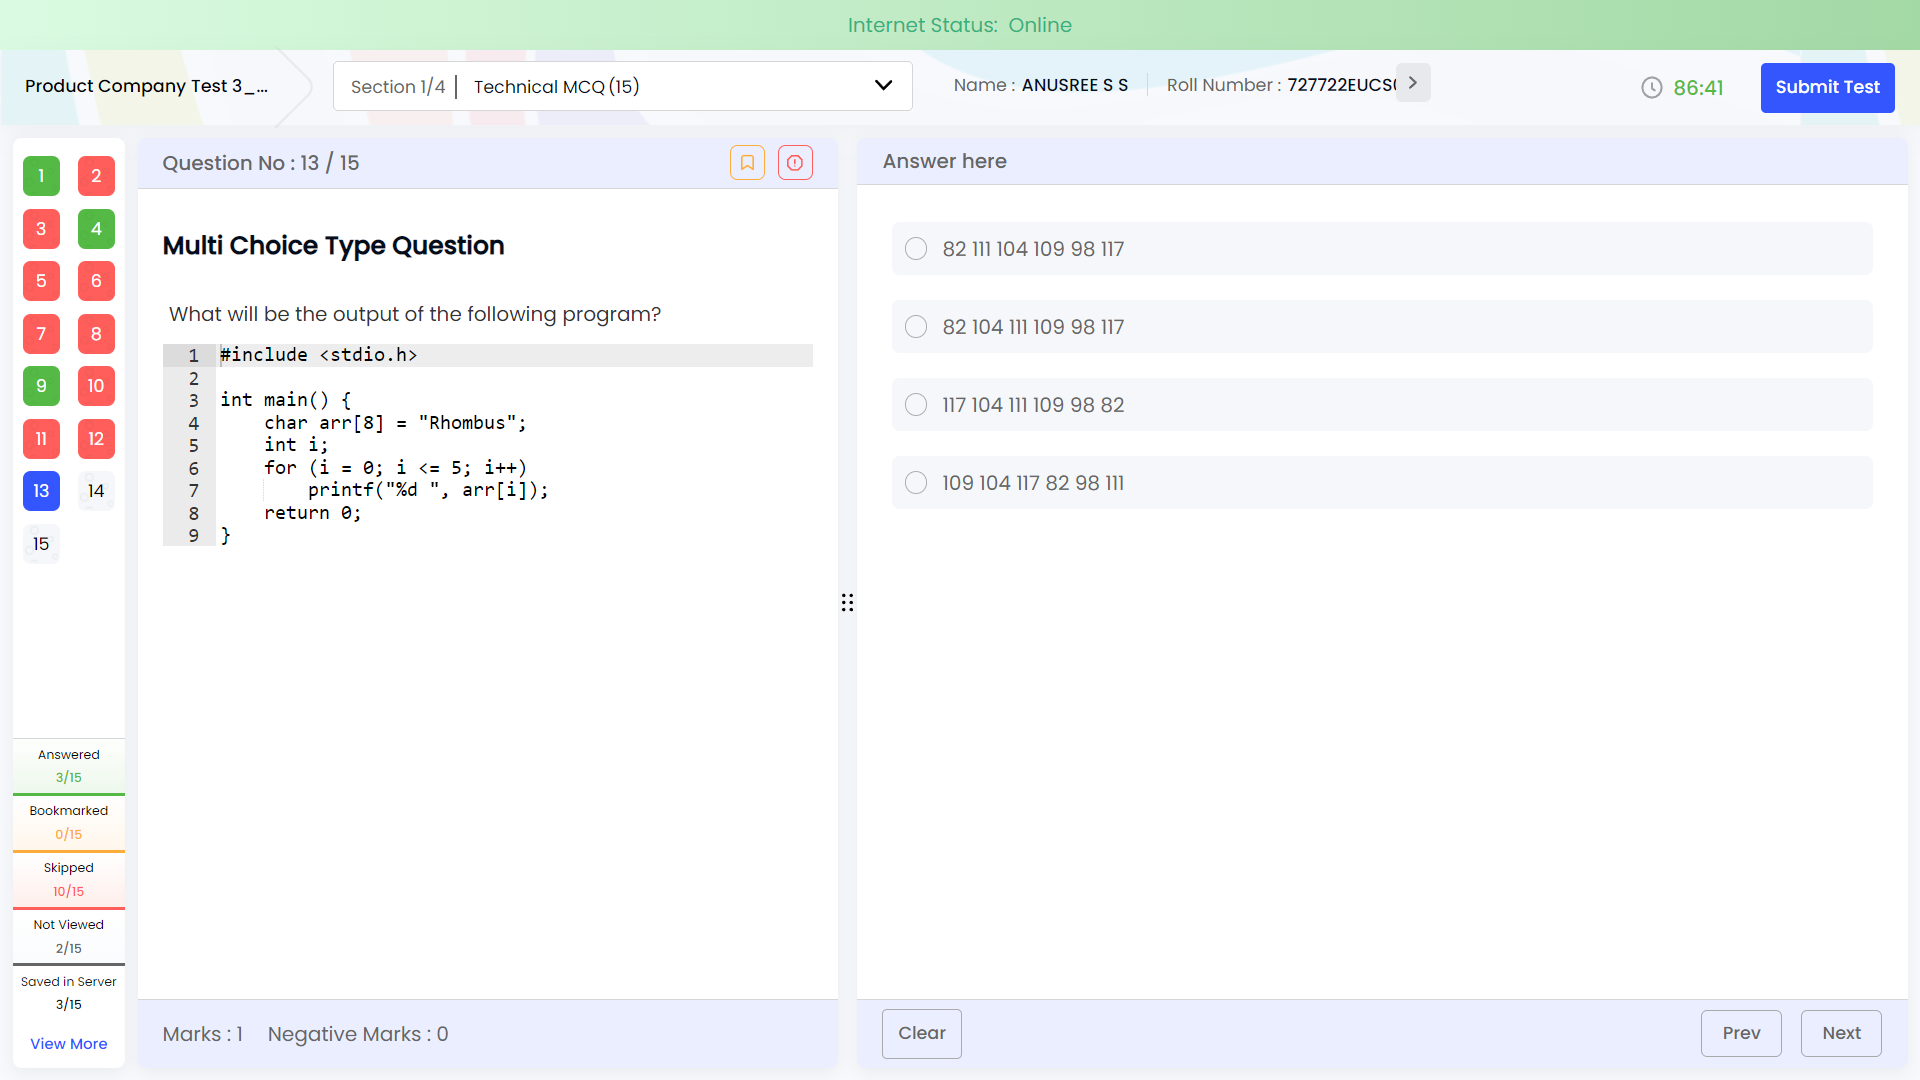 Internet Status: Online
Product Company Test 3_...
Section 1/4 | Technical MCQ (15)
Name : ANUSREE S S
Roll Number : 727722EUCS
86:41
Submit Test
1 2
3 4
5 6
7 8
9 10
11 12
13 14
15
Answered
3/15
Bookmarked
0/15
Skipped
10/15
Not Viewed
2/15
Saved in Server
3/15
View More
Question No : 13 / 15
Multi Choice Type Question
What will be the output of the following program?
1 #include <stdio.h>
2
3 int main() {
4     char arr[8] = "Rhombus";
5     int i;
6     for (i = 0; i <= 5; i++)
7         printf("%d ", arr[i]);
8     return 0;
9 }
Marks : 1 Negative Marks : 0
Answer here
82 111 104 109 98 117
82 104 111 109 98 117
117 104 111 109 98 82
109 104 117 82 98 111
Clear
Prev
Next